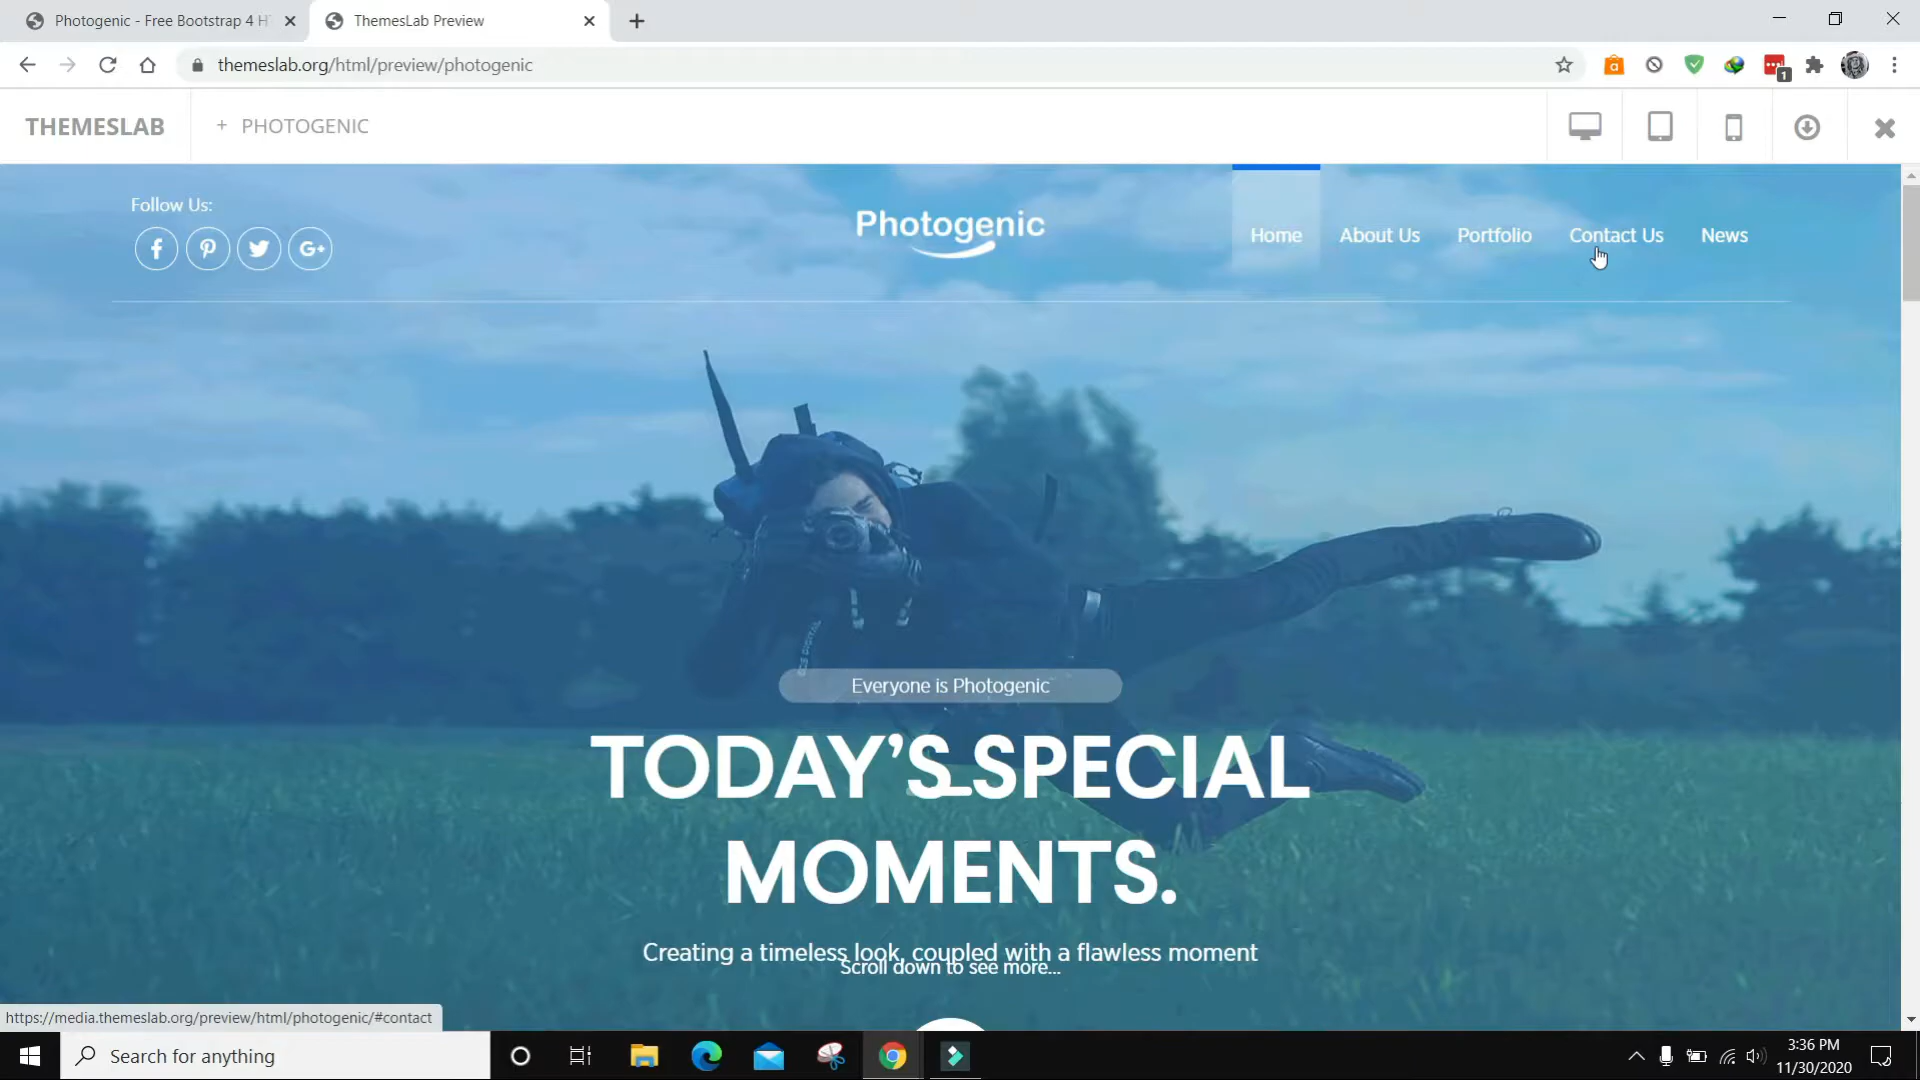 Photogenic - Free Bootstrap 4 H
ThemesLab Preview
themeslab.org/html/preview/photogenic
1
THEMESLAB
+ PHOTOGENIC
Follow Us:
Photogenic
Home
About Us
Portfolio
Contact Us
News
Everyone is Photogenic
TODAY’S SPECIAL
MOMENTS.
Creating a timeless look, coupled with a flawless moment
Scroll down to see more...
https://media.themeslab.org/preview/html/photogenic/#contact
Search for anything
3:36 PM
11/30/2020